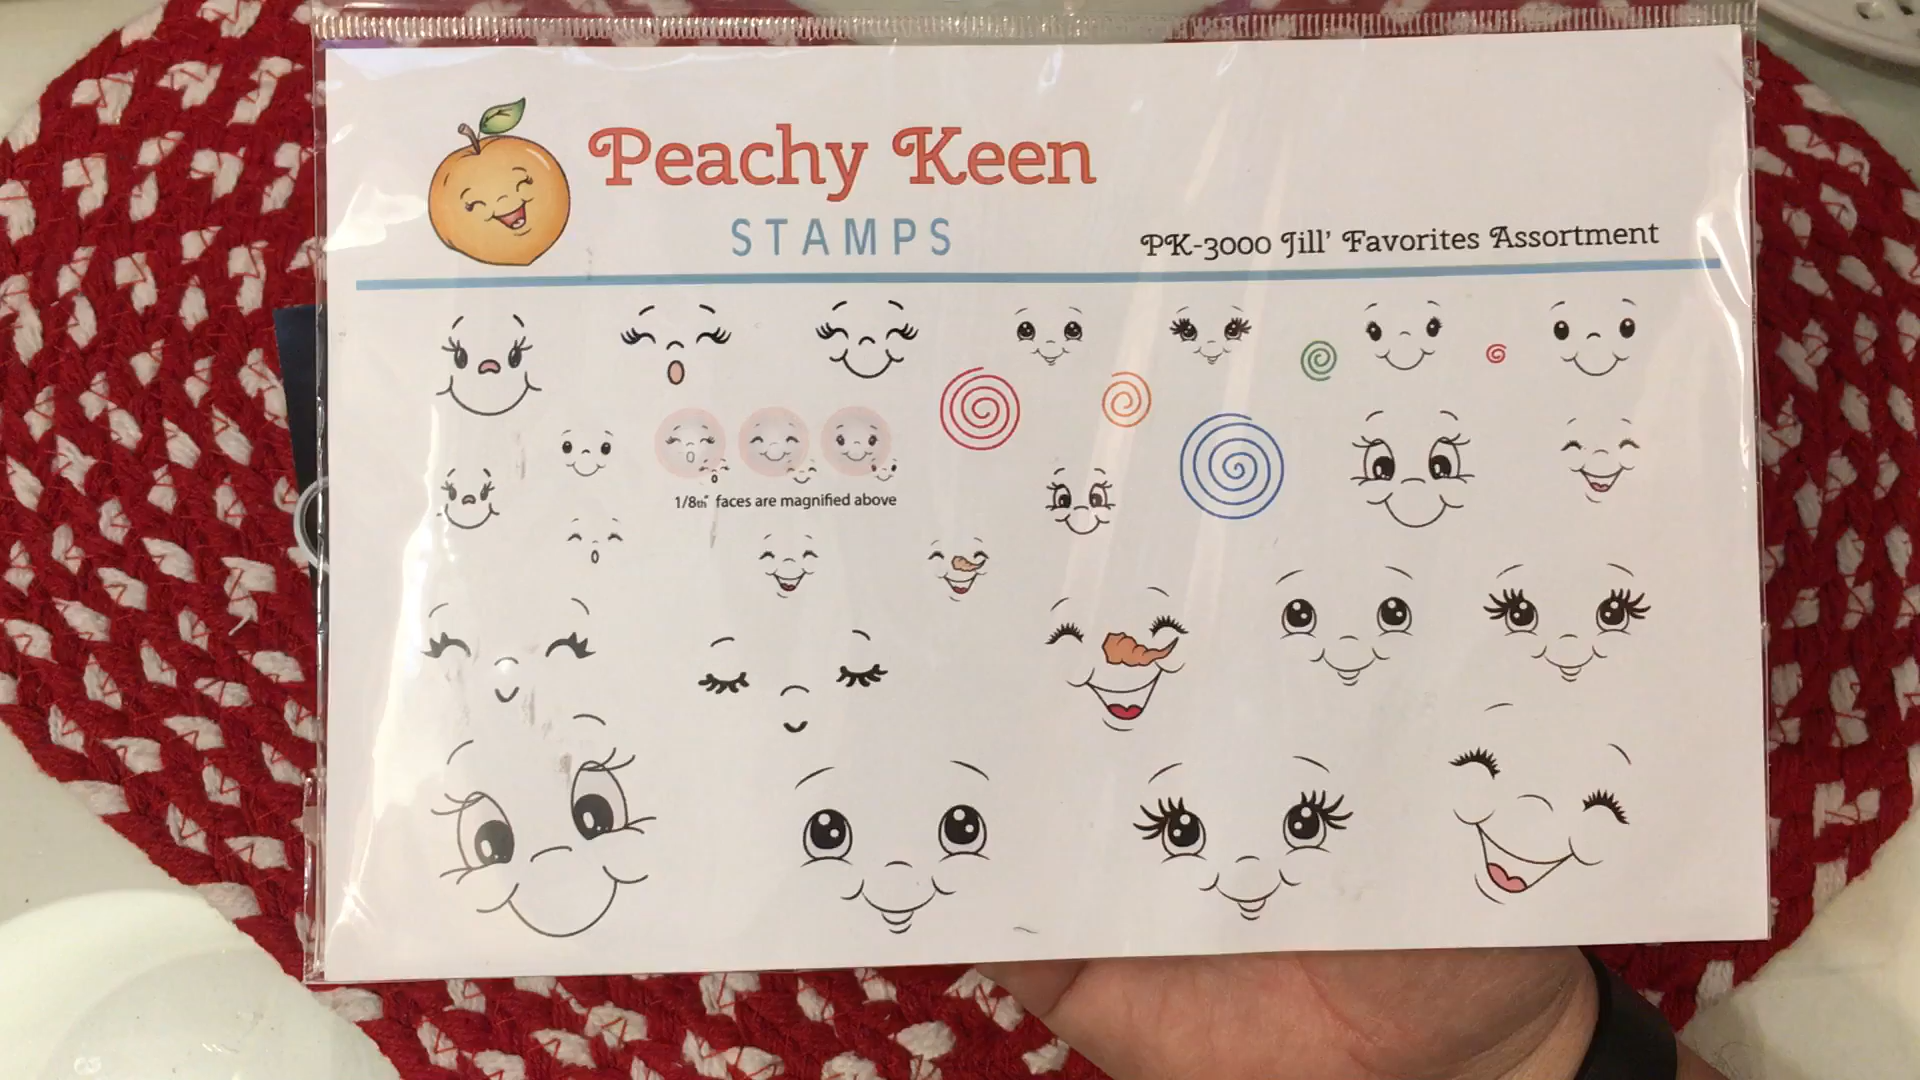 Peachy Keen
STAMPS
PK-3000 Jill' Favorites Assortment
1/8th" faces are magnified above